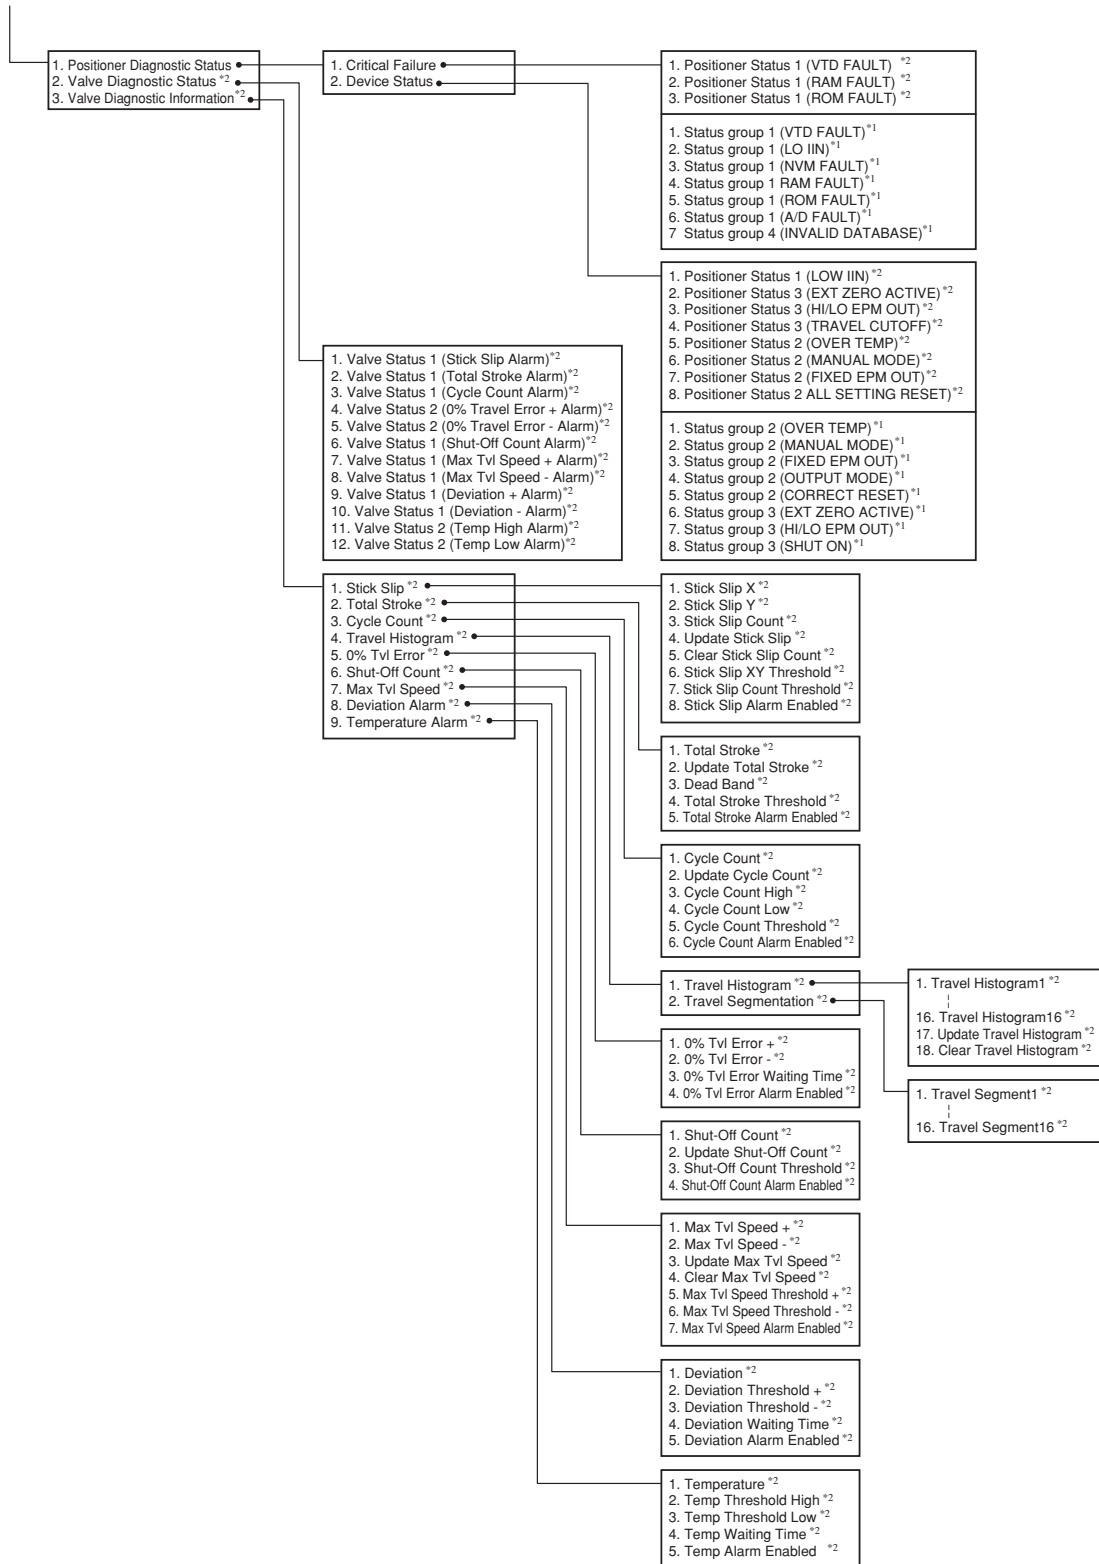 1. Positioner Diagnostic Status
2. Valve Diagnostic Status *2
3. Valve Diagnostic Information *2
1. Critical Failure
2. Device Status
1. Positioner Status 1 (VTD FAULT) *2
2. Positioner Status 1 (RAM FAULT) *2
3. Positioner Status 1 (ROM FAULT) *2
1. Status group 1 (VTD FAULT) *1
2. Status group 1 (LO IIN) *1
3. Status group 1 (NVM FAULT) *1
4. Status group 1 RAM FAULT) *1
5. Status group 1 (ROM FAULT) *1
6. Status group 1 (A/D FAULT) *1
7 Status group 4 (INVALID DATABASE) *1
1. Positioner Status 1 (LOW IIN) *2
2. Positioner Status 3 (EXT ZERO ACTIVE) *2
3. Positioner Status 3 (HI/LO EPM OUT) *2
4. Positioner Status 3 (TRAVEL CUTOFF) *2
5. Positioner Status 2 (OVER TEMP) *2
6. Positioner Status 2 (MANUAL MODE) *2
7. Positioner Status 2 (FIXED EPM OUT) *2
8. Positioner Status 2 ALL SETTING RESET) *2
1. Status group 2 (OVER TEMP) *1
2. Status group 2 (MANUAL MODE) *1
3. Status group 2 (FIXED EPM OUT) *1
4. Status group 2 (OUTPUT MODE) *1
5. Status group 2 (CORRECT RESET) *1
6. Status group 3 (EXT ZERO ACTIVE) *1
7. Status group 3 (HI/LO EPM OUT) *1
8. Status group 3 (SHUT ON) *1
1. Valve Status 1 (Stick Slip Alarm) *2
2. Valve Status 1 (Total Stroke Alarm) *2
3. Valve Status 1 (Cycle Count Alarm) *2
4. Valve Status 2 (0% Travel Error + Alarm) *2
5. Valve Status 2 (0% Travel Error - Alarm) *2
6. Valve Status 1 (Shut-Off Count Alarm) *2
7. Valve Status 1 (Max Tvl Speed + Alarm) *2
8. Valve Status 1 (Max Tvl Speed - Alarm) *2
9. Valve Status 1 (Deviation + Alarm) *2
10. Valve Status 1 (Deviation - Alarm) *2
11. Valve Status 2 (Temp High Alarm) *2
12. Valve Status 2 (Temp Low Alarm) *2
1. Stick Slip *2
2. Total Stroke *2
3. Cycle Count *2
4. Travel Histogram *2
5. 0% Tvl Error *2
6. Shut-Off Count *2
7. Max Tvl Speed *2
8. Deviation Alarm *2
9. Temperature Alarm *2
1. Stick Slip X *2
2. Stick Slip Y *2
3. Stick Slip Count *2
4. Update Stick Slip *2
5. Clear Stick Slip Count *2
6. Stick Slip XY Threshold *2
7. Stick Slip Count Threshold *2
8. Stick Slip Alarm Enabled *2
1. Total Stroke *2
2. Update Total Stroke *2
3. Dead Band *2
4. Total Stroke Threshold *2
5. Total Stroke Alarm Enabled *2
1. Cycle Count *2
2. Update Cycle Count *2
3. Cycle Count High *2
4. Cycle Count Low *2
5. Cycle Count Threshold *2
6. Cycle Count Alarm Enabled *2
1. Travel Histogram *2
2. Travel Segmentation *2
1. Travel Histogram1 *2
16. Travel Histogram16 *2
17. Update Travel Histogram *2
18. Clear Travel Histogram *2
1. Travel Segment1 *2
16. Travel Segment16 *2
1. 0% Tvl Error + *2
2. 0% Tvl Error - *2
3. 0% Tvl Error Waiting Time *2
4. 0% Tvl Error Alarm Enabled *2
1. Shut-Off Count *2
2. Update Shut-Off Count *2
3. Shut-Off Count Threshold *2
4. Shut-Off Count Alarm Enabled *2
1. Max Tvl Speed + *2
2. Max Tvl Speed - *2
3. Update Max Tvl Speed *2
4. Clear Max Tvl Speed *2
5. Max Tvl Speed Threshold + *2
6. Max Tvl Speed Threshold - *2
7. Max Tvl Speed Alarm Enabled *2
1. Deviation *2
2. Deviation Threshold + *2
3. Deviation Threshold - *2
4. Deviation Waiting Time *2
5. Deviation Alarm Enabled *2
1. Temperature *2
2. Temp Threshold High *2
3. Temp Threshold Low *2
4. Temp Waiting Time *2
5. Temp Alarm Enabled *2